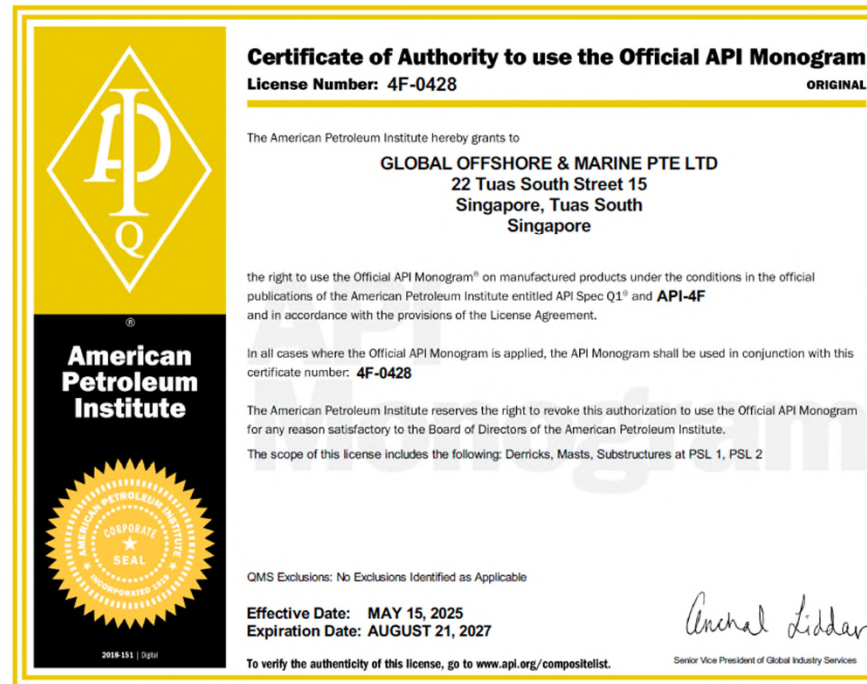 Certificate of Authority to use the Official API Monogram
License Number: 4F-0428
ORIGINAL
The American Petroleum Institute hereby grants to
GLOBAL OFFSHORE & MARINE PTE LTD
22 Tuas South Street 15
Singapore, Tuas South
Singapore
the right to use the Official API Monogram® on manufactured products under the conditions in the official
publications of the American Petroleum Institute entitled API Spec Q1® and API-4F
and in accordance with the provisions of the License Agreement.
In all cases where the Official API Monogram is applied, the API Monogram shall be used in conjunction with this
certificate number: 4F-0428
The American Petroleum Institute reserves the right to revoke this authorization to use the Official API Monogram
for any reason satisfactory to the Board of Directors of the American Petroleum Institute.
The scope of this license includes the following: Derricks, Masts, Substructures at PSL 1, PSL 2
API
Monogram
QMS Exclusions: No Exclusions Identified as Applicable
Effective Date: MAY 15, 2025
Expiration Date: AUGUST 21, 2027
To verify the authenticity of this license, go to www.api.org/compositelist.
Anchal Liddar
Senior Vice President of Global Industry Services
API
Q
®
American
Petroleum
Institute
AMERICAN PETROLEUM INSTITUTE
CORPORATE
SEAL
INCORPORATED 1919
2018-151 | Digital